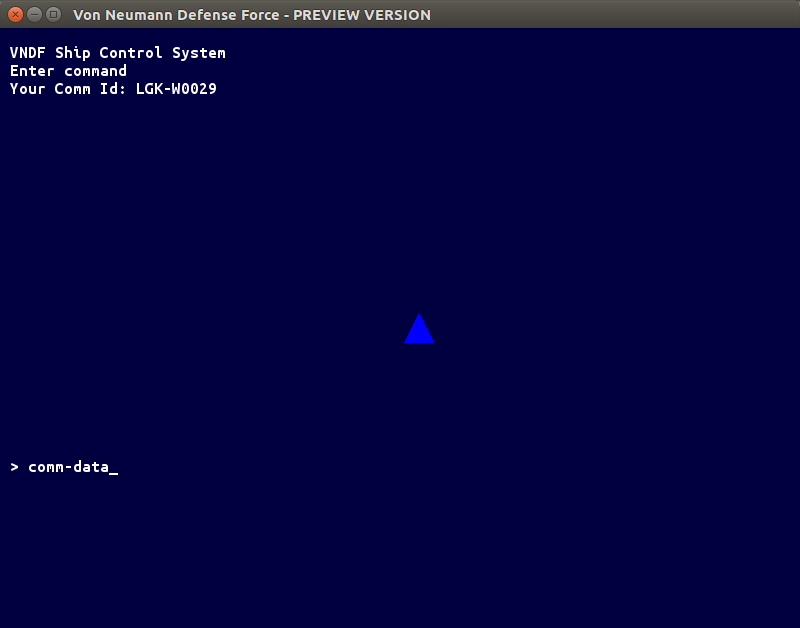 Von Neumann Defense Force - PREVIEW VERSION
VNDF Ship Control System
Enter command
Your Comm Id: LGK-W0029
> comm-data_